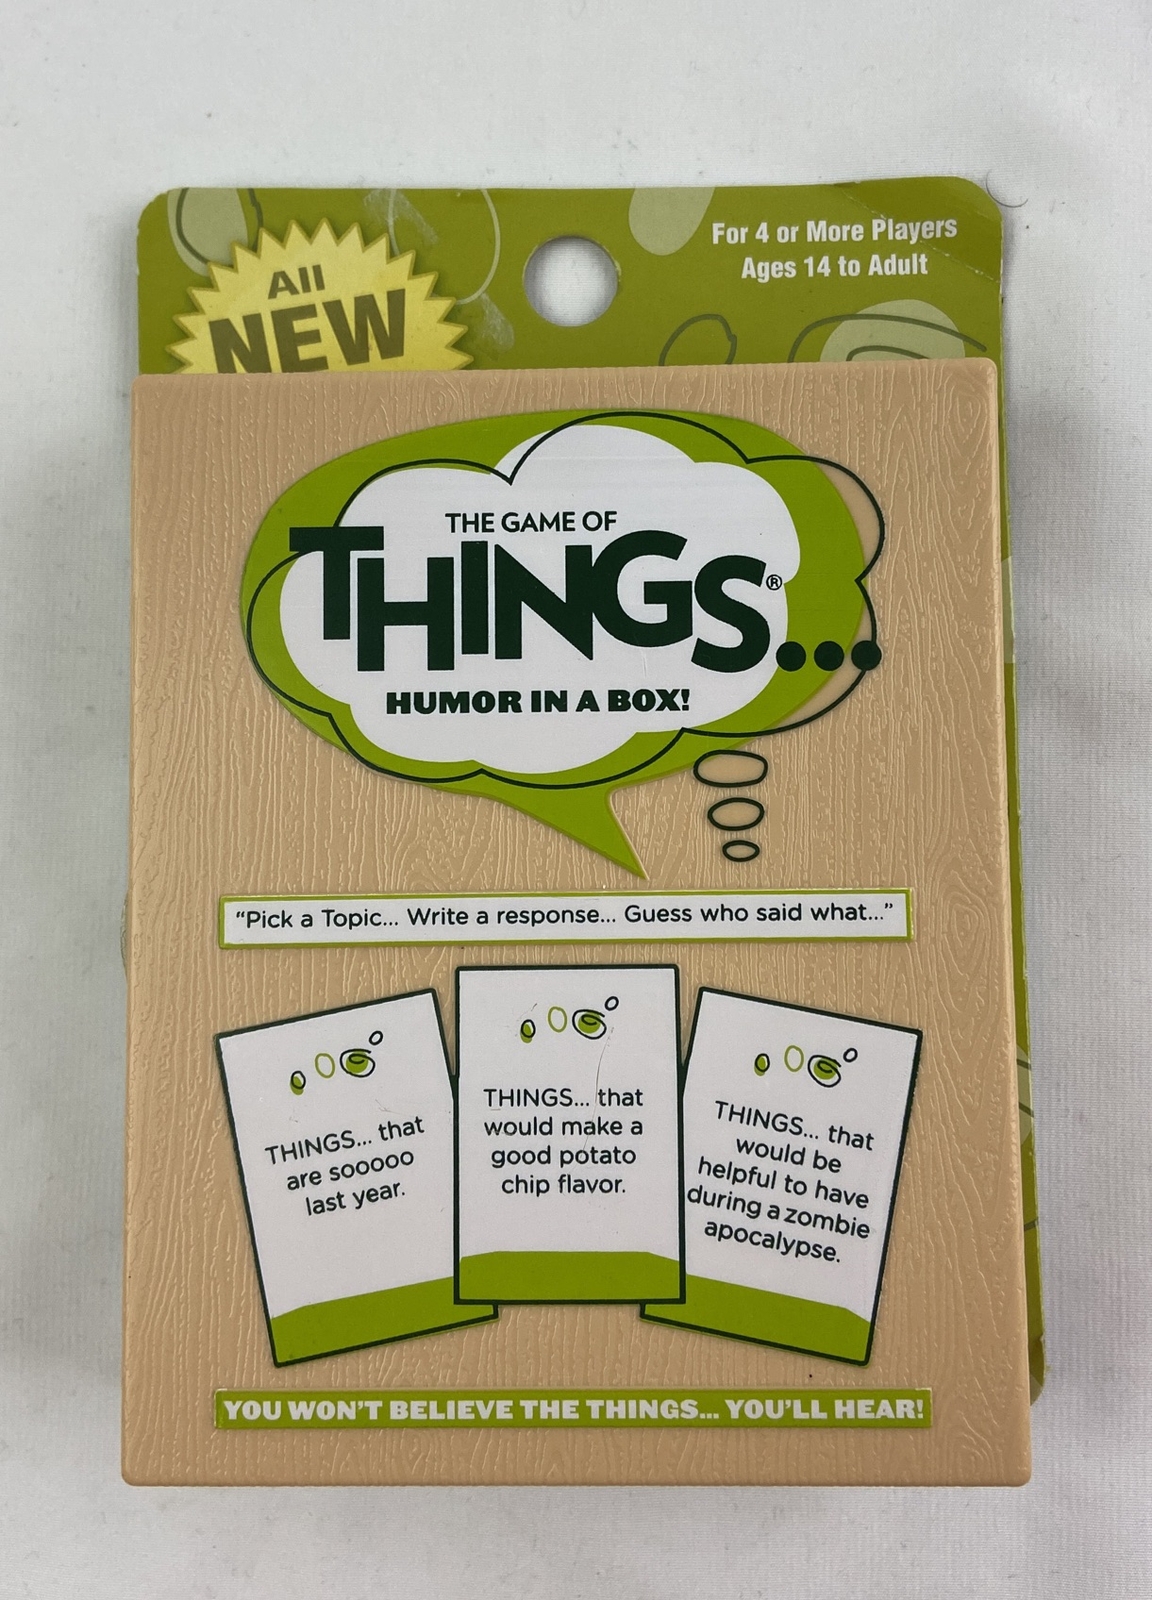 For 4 or More Players
Ages 14 to Adult
All
NEW
THE GAME OF
THINGS®...
HUMOR IN A BOX!
“Pick a Topic... Write a response... Guess who said what...”
THINGS... that
are sooooo
last year.
THINGS... that
would make a
good potato
chip flavor.
THINGS... that
would be
helpful to have
during a zombie
apocalypse.
YOU WON'T BELIEVE THE THINGS... YOU'LL HEAR!